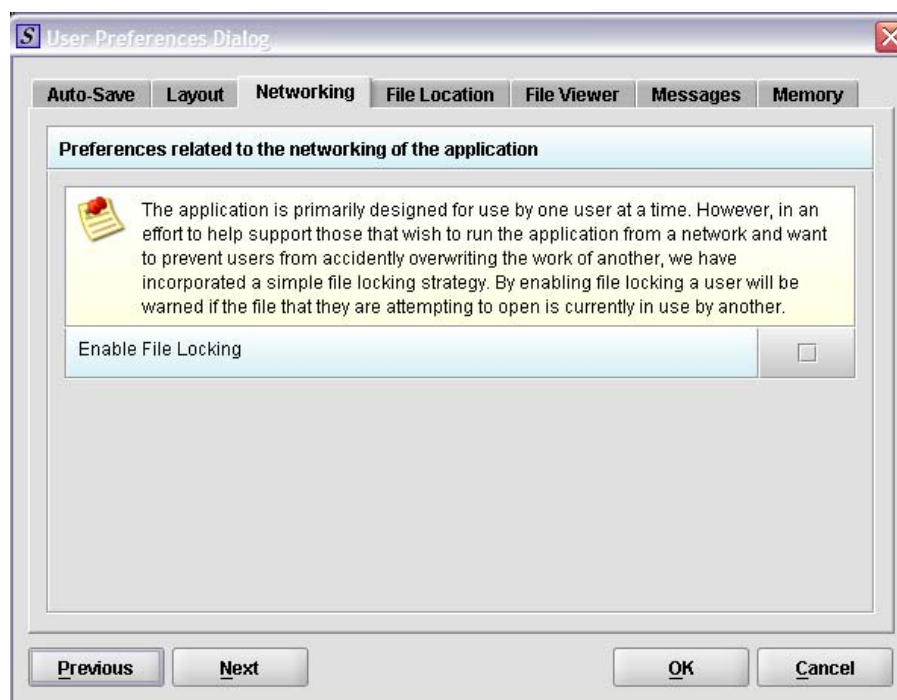 S User Preferences Dialog
Auto-Save Layout Networking File Location File Viewer Messages Memory
Preferences related to the networking of the application
The application is primarily designed for use by one user at a time. However, in an
effort to help support those that wish to run the application from a network and want
to prevent users from accidently overwriting the work of another, we have
incorporated a simple file locking strategy. By enabling file locking a user will be
warned if the file that they are attempting to open is currently in use by another.
Enable File Locking
Previous Next OK Cancel